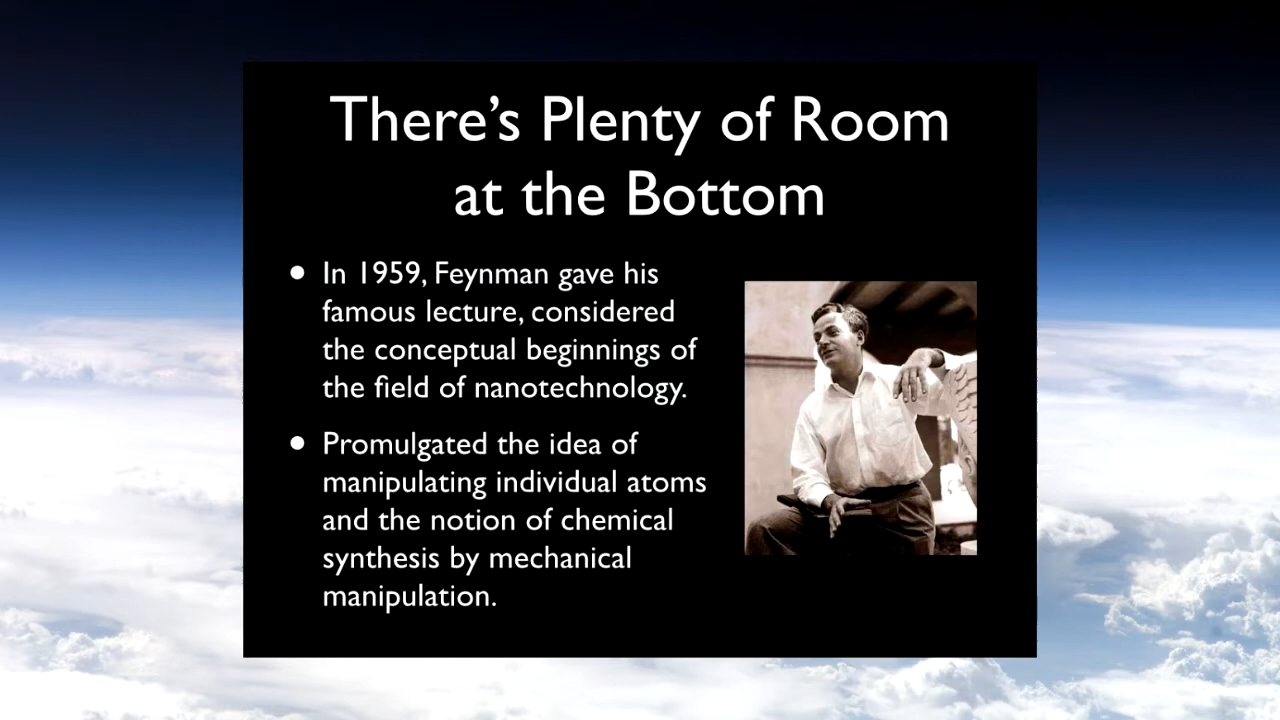 There’s Plenty of Room
at the Bottom
• In 1959, Feynman gave his
famous lecture, considered
the conceptual beginnings of
the field of nanotechnology.
• Promulgated the idea of
manipulating individual atoms
and the notion of chemical
synthesis by mechanical
manipulation.